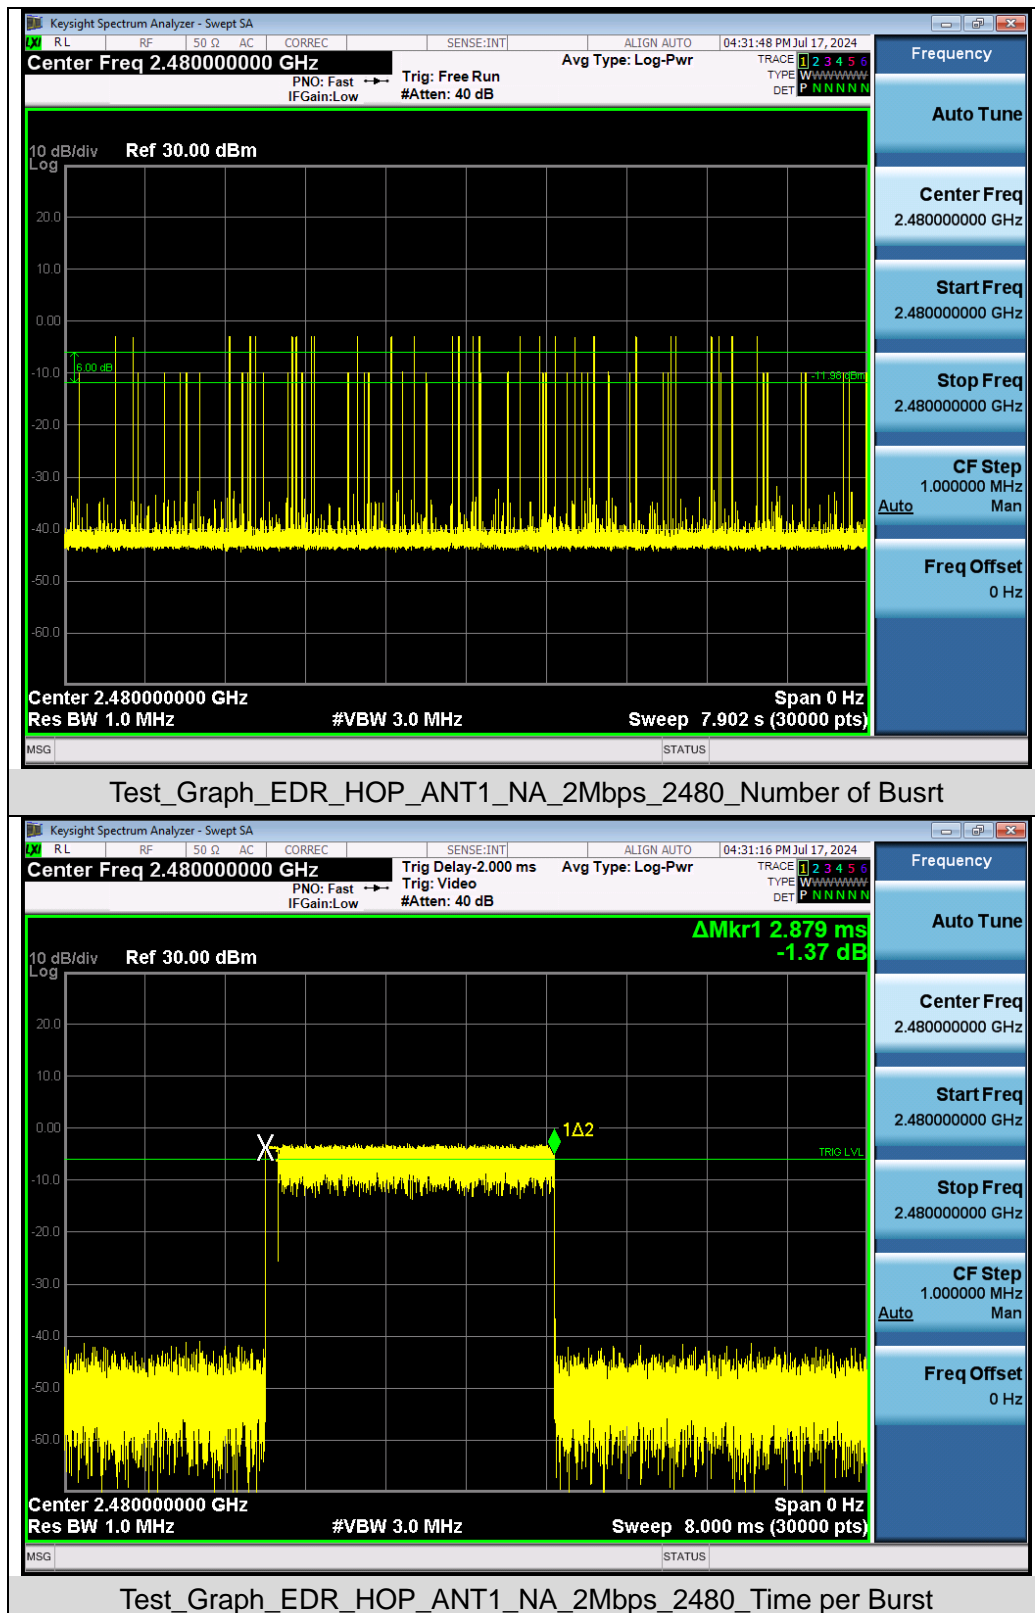 Keysight Spectrum Analyzer - Swept SA
LXI RL RF 50 Ω AC CORREC SENSE:INT ALIGN AUTO 04:31:48 PM Jul 17, 2024
Center Freq 2.480000000 GHz Avg Type: Log-Pwr TRACE 1 2 3 4 5 6
PNO: Fast Trig: Free Run TYPE WWWWWW
IFGain:Low #Atten: 40 dB DET P N N N N N
Frequency
Auto Tune
10 dB/div Ref 30.00 dBm
Log
20.0
10.0
0.00
-10.0
-20.0
-30.0
-40.0
-50.0
-60.0
6.00 dB
-11.98 dBm
Center Freq
2.480000000 GHz
Start Freq
2.480000000 GHz
Stop Freq
2.480000000 GHz
CF Step
1.000000 MHz
Auto Man
Freq Offset
0 Hz
Center 2.480000000 GHz Span 0 Hz
Res BW 1.0 MHz #VBW 3.0 MHz Sweep 7.902 s (30000 pts)
MSG STATUS
Test_Graph_EDR_HOP_ANT1_NA_2Mbps_2480_Number of Busrt
Keysight Spectrum Analyzer - Swept SA
LXI RL RF 50 Ω AC CORREC SENSE:INT ALIGN AUTO 04:31:16 PM Jul 17, 2024
Center Freq 2.480000000 GHz Trig Delay-2.000 ms Avg Type: Log-Pwr TRACE 1 2 3 4 5 6
PNO: Fast Trig: Video TYPE WWWWWW
IFGain:Low #Atten: 40 dB DET P N N N N N
Frequency
Auto Tune
ΔMkr1 2.879 ms
-1.37 dB
10 dB/div Ref 30.00 dBm
Log
20.0
10.0
0.00
-10.0
-20.0
-30.0
-40.0
-50.0
-60.0
1Δ2
TRIG LVL
Center Freq
2.480000000 GHz
Start Freq
2.480000000 GHz
Stop Freq
2.480000000 GHz
CF Step
1.000000 MHz
Auto Man
Freq Offset
0 Hz
Center 2.480000000 GHz Span 0 Hz
Res BW 1.0 MHz #VBW 3.0 MHz Sweep 8.000 ms (30000 pts)
MSG STATUS
Test_Graph_EDR_HOP_ANT1_NA_2Mbps_2480_Time per Burst